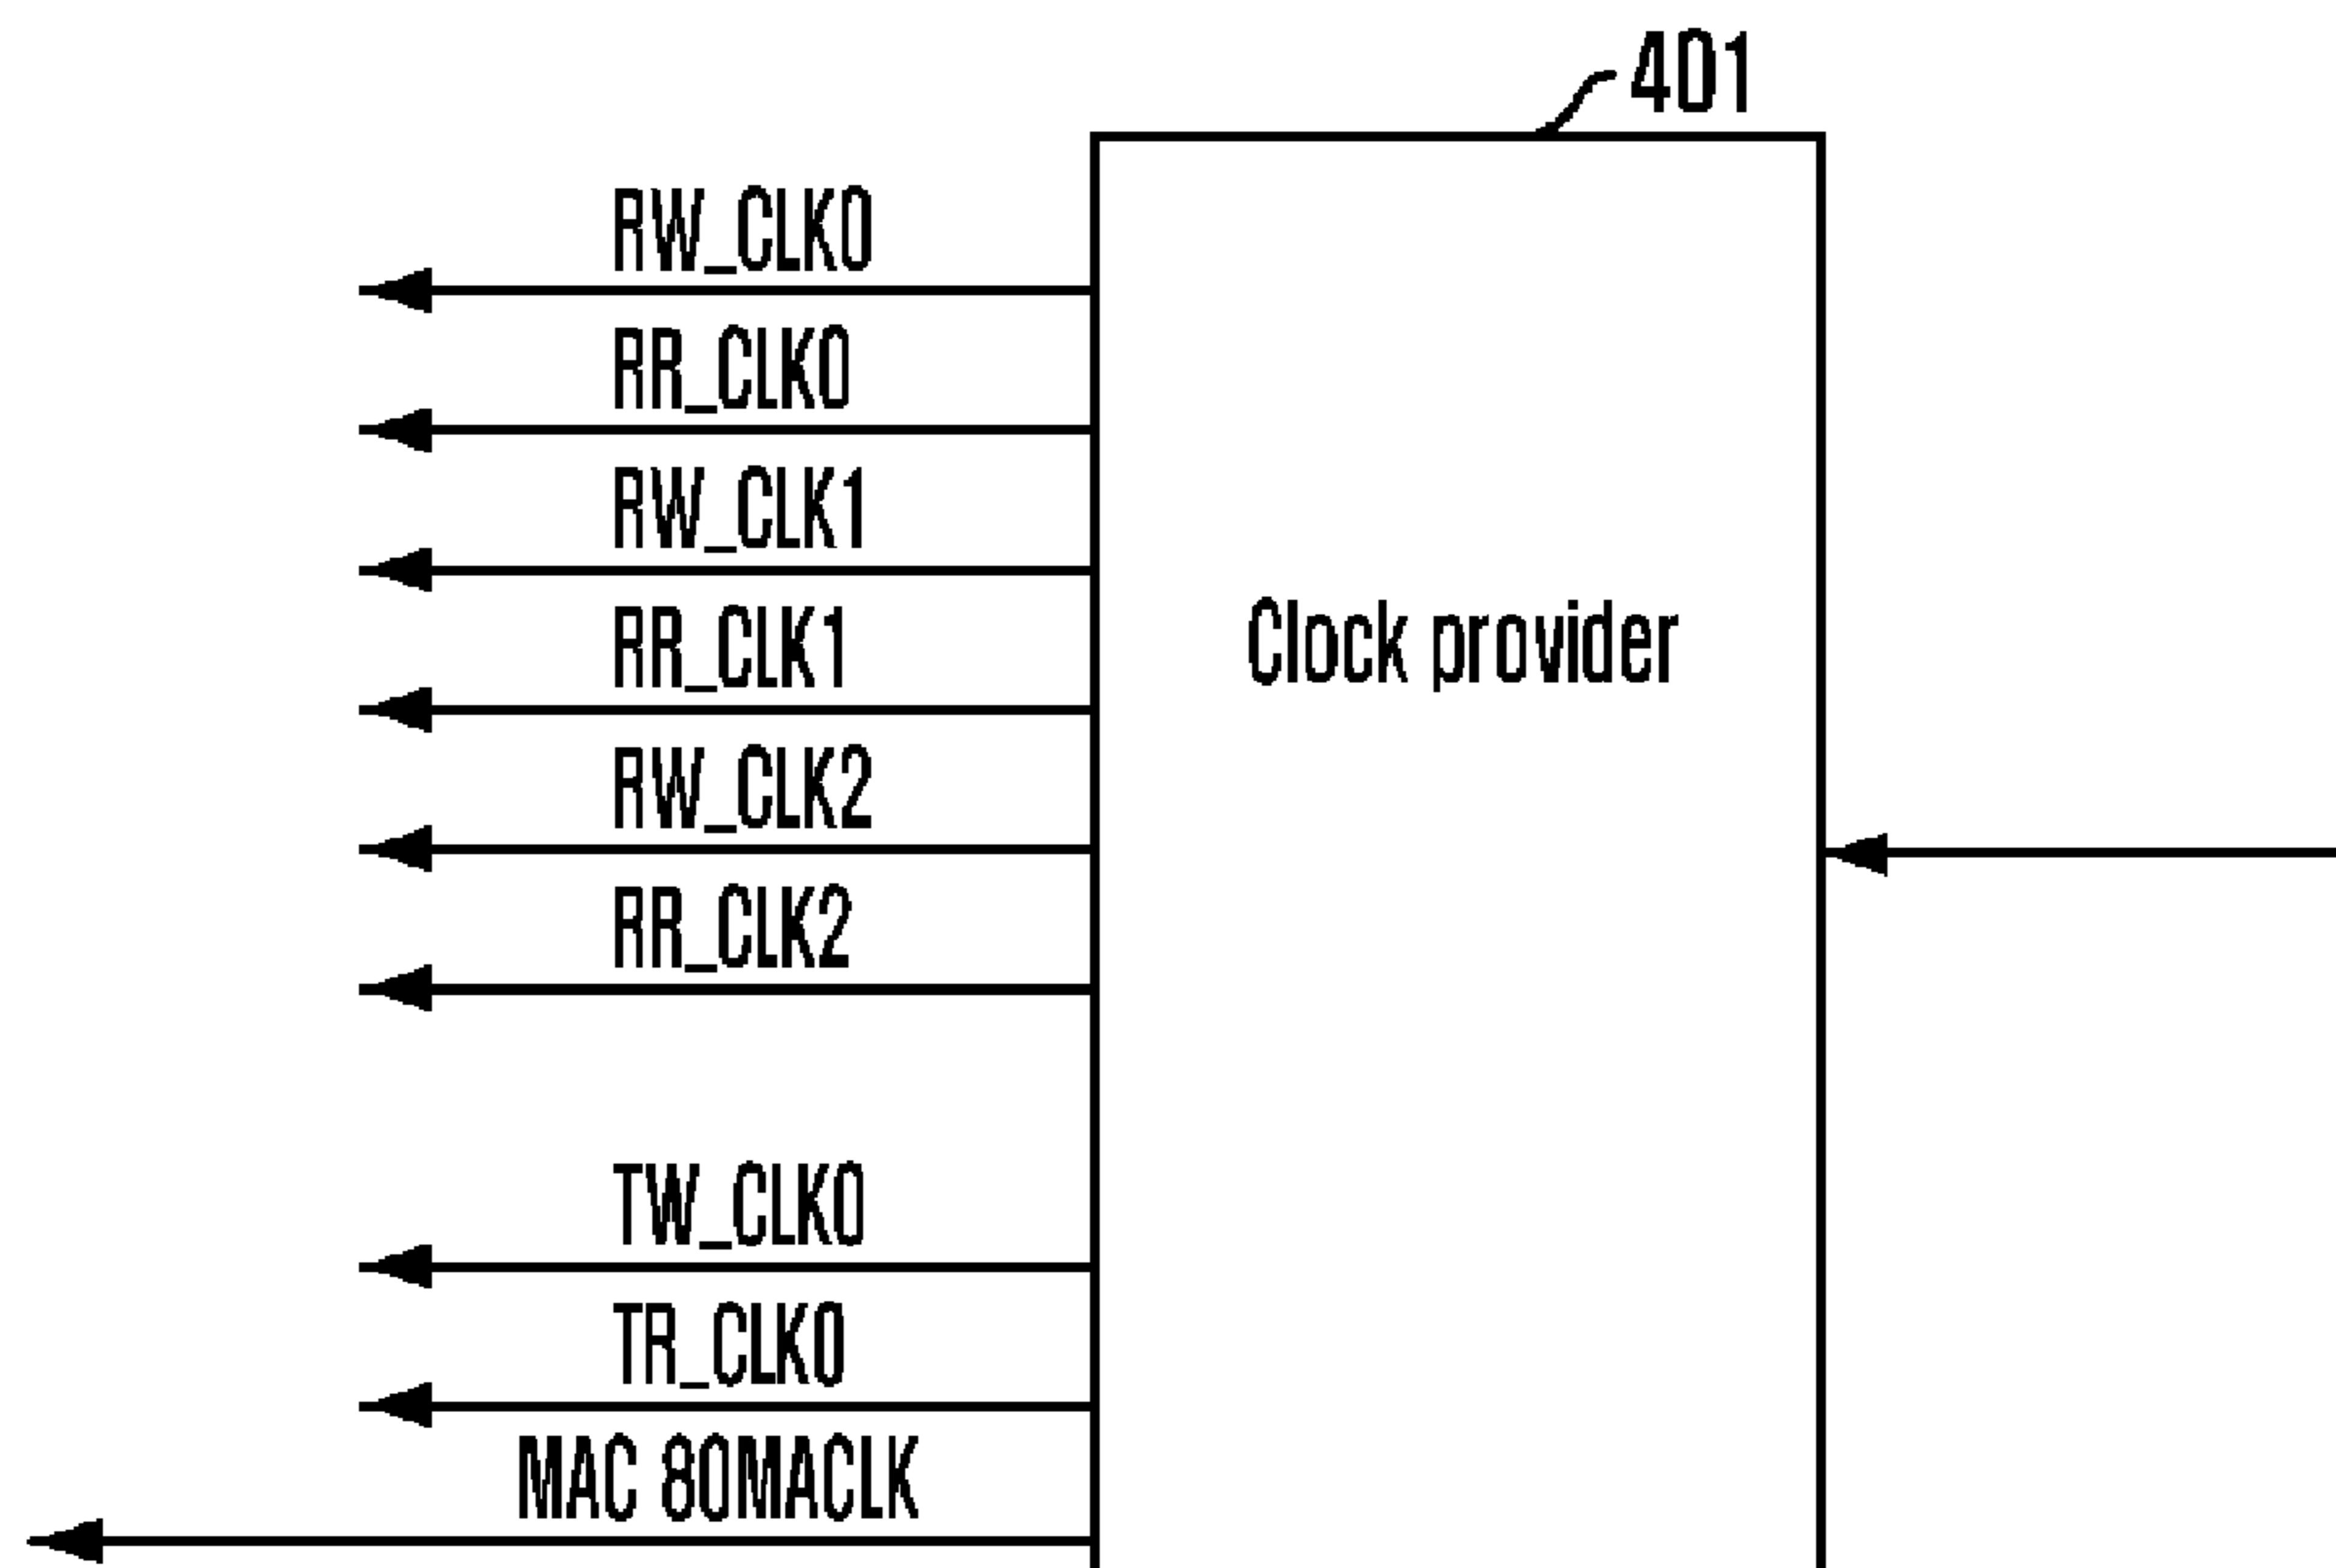 401
RW_CLK0
RR_CLK0
RW_CLK1
RR_CLK1
Clock provider
RW_CLK2
RR_CLK2
TW_CLK0
TR_CLK0
MAC 80MACLK